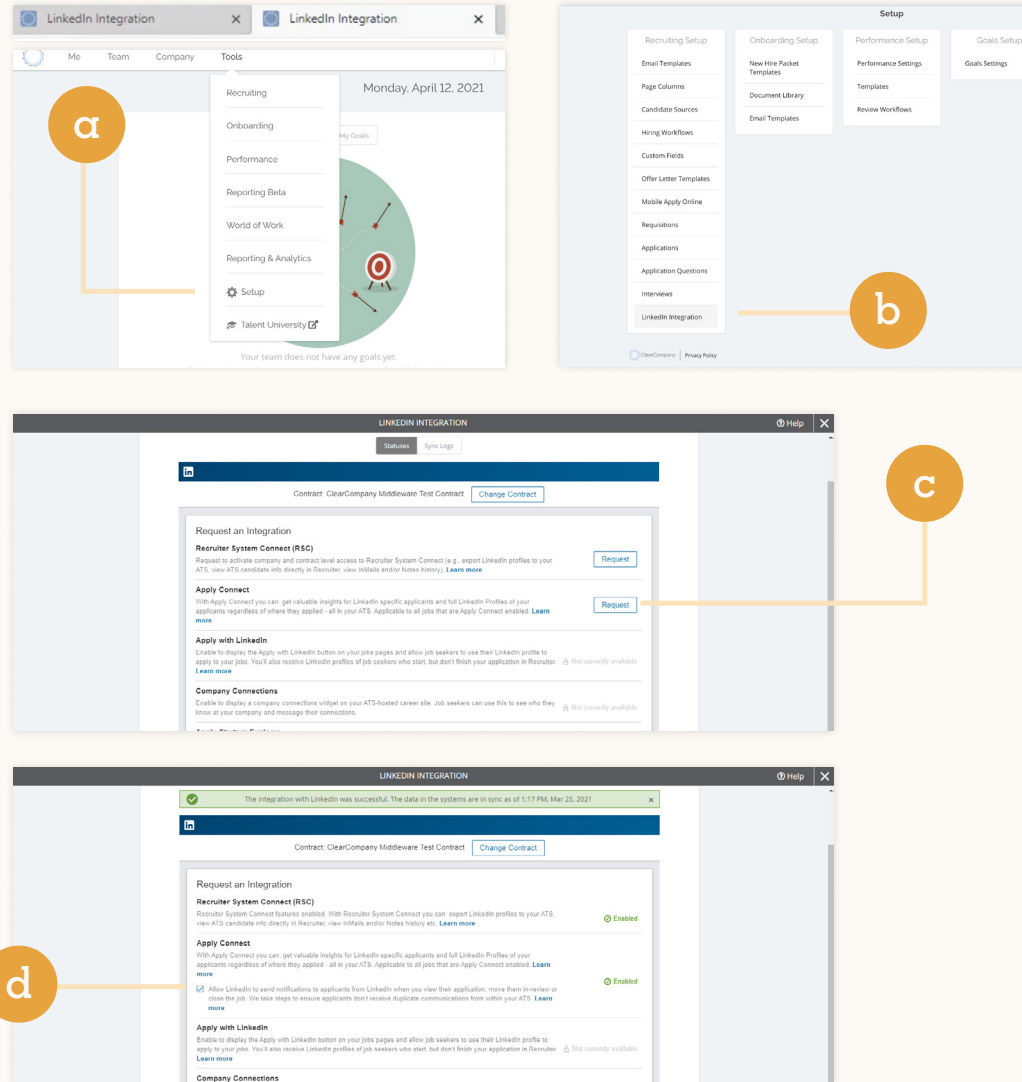 LinkedIn Integration
LinkedIn Integration
Me Team Company Tools
Monday, April 12, 2021
Recruiting
Onboarding
My Goals
Performance
Reporting Beta
World of Work
Reporting & Analytics
Setup
Talent University
Your team does not have any goals yet.
a
Setup
Recruiting Setup
Email Templates
Page Columns
Candidate Sources
Hiring Workflows
Custom Fields
Offer Letter Templates
Mobile Apply Online
Requisitions
Applications
Application Questions
Interviews
LinkedIn Integration
Onboarding Setup
New Hire Packet
Templates
Document Library
Email Templates
Performance Setup
Performance Settings
Templates
Review Workflows
Goals Setup
Goals Settings
ClearCompany | Privacy Policy
b
LINKEDIN INTEGRATION
Help
Statuses Sync Logs
in
Contract: ClearCompany Middleware Test Contract Change Contract
Request an Integration
Recruiter System Connect (RSC)
Request to activate company and contract level access to Recruiter System Connect (e.g., export LinkedIn profiles to your
ATS, view ATS candidate info directly in Recruiter, view InMails and/or Notes history). Learn more
Request
Apply Connect
With Apply Connect you can: get valuable insights for LinkedIn specific applicants and full LinkedIn Profiles of your
applicants regardless of where they applied - all in your ATS. Applicable to all jobs that are Apply Connect enabled. Learn
more
Request
Apply with LinkedIn
Enable to display the Apply with LinkedIn button on your jobs pages and allow job seekers to use their LinkedIn profile to
apply to your jobs. You'll also receive LinkedIn profiles of job seekers who start, but don't finish your application in Recruiter.
Learn more
Not currently available
Company Connections
Enable to display a company connections widget on your ATS-hosted career site. Job seekers can use this to see who they
know at your company and message their connections.
Not currently available
c
LINKEDIN INTEGRATION
Help
The integration with LinkedIn was successful. The data in the systems are in sync as of 1:17 PM, Mar 25, 2021
in
Contract: ClearCompany Middleware Test Contract Change Contract
Request an Integration
Recruiter System Connect (RSC)
Recruiter System Connect features enabled. With Recruiter System Connect you can: export LinkedIn profiles to your ATS,
view ATS candidate info directly in Recruiter, view InMails and/or Notes history etc. Learn more
Enabled
Apply Connect
With Apply Connect you can: get valuable insights for LinkedIn specific applicants and full LinkedIn Profiles of your
applicants regardless of where they applied - all in your ATS. Applicable to all jobs that are Apply Connect enabled. Learn
more
Allow LinkedIn to send notifications to applicants from LinkedIn when you view their application, move them in-review or
close the job. We take steps to ensure applicants don't receive duplicate communications from within your ATS. Learn
more
Enabled
Apply with LinkedIn
Enable to display the Apply with LinkedIn button on your jobs pages and allow job seekers to use their LinkedIn profile to
apply to your jobs. You'll also receive LinkedIn profiles of job seekers who start, but don't finish your application in Recruiter.
Learn more
Not currently available
Company Connections
d